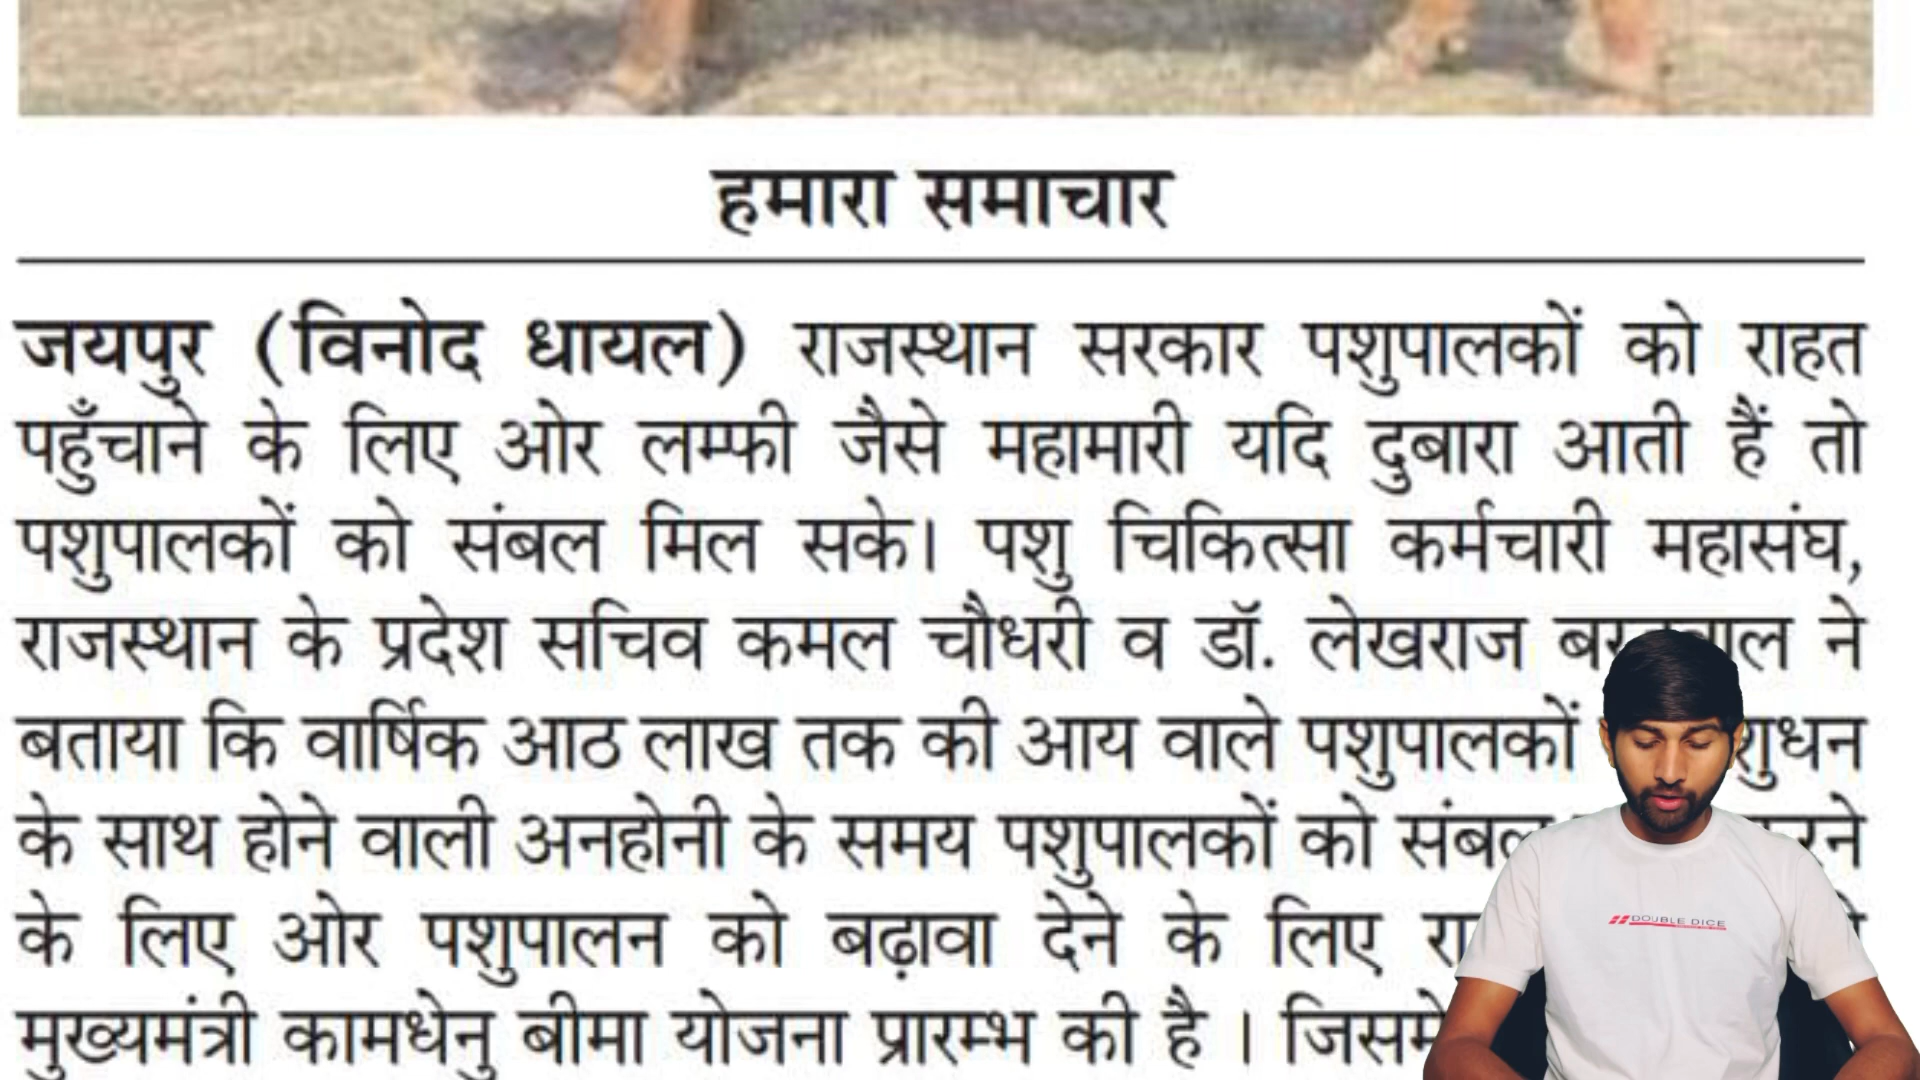 हमारा समाचार
जयपुर (विनोद धायल) राजस्थान सरकार पशुपालकों को राहत
पहुँचाने के लिए ओर लम्फी जैसे महामारी यदि दुबारा आती हैं तो
पशुपालकों को संबल मिल सके। पशु चिकित्सा कर्मचारी महासंघ,
राजस्थान के प्रदेश सचिव कमल चौधरी व डॉ. लेखराज ने
बताया कि वार्षिक आठ लाख तक की आय वाले पशुपालकों
के साथ होने वाली अनहोनी के समय पशुपालकों को
के लिए ओर पशुपालन को बढ़ावा देने के लिए
मुख्यमंत्री कामधेनु बीमा योजना प्रारम्भ की है ।
DOUBLE DICE